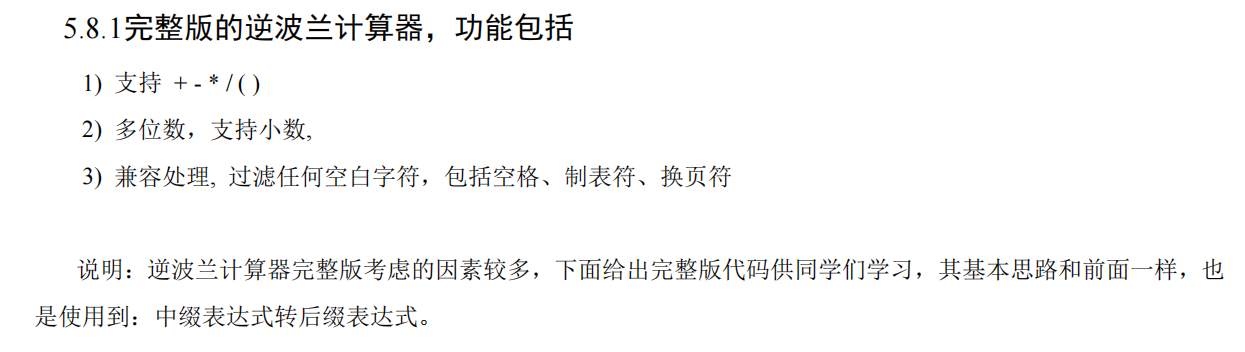 5.8.1完整版的逆波兰计算器，功能包括
1) 支持 + - * / ( )
2) 多位数，支持小数,
3) 兼容处理, 过滤任何空白字符，包括空格、制表符、换页符
说明：逆波兰计算器完整版考虑的因素较多，下面给出完整版代码供同学们学习，其基本思路和前面一样，也
是使用到：中缀表达式转后缀表达式。